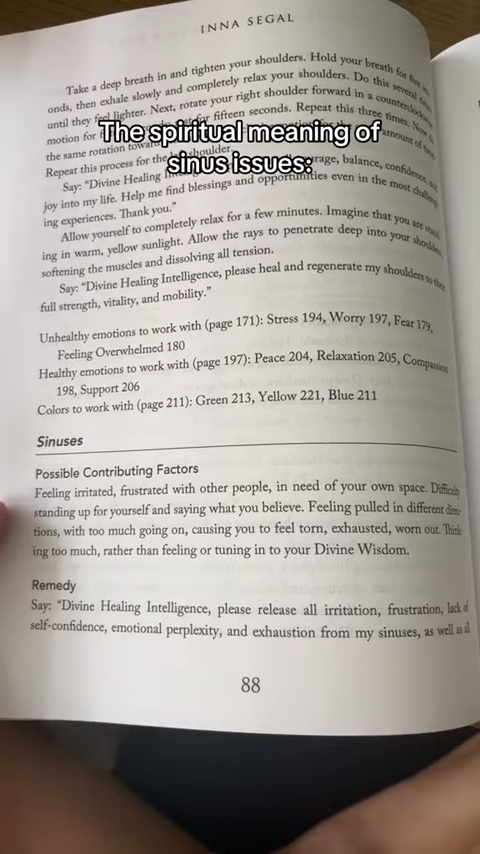 INNA SEGAL
Take a deep breath in and tighten your shoulders. Hold your breath for five sec-
onds, then exhale slowly and completely relax your shoulders. Do this several times
until they feel lighter. Next, rotate your right shoulder forward in a counterclockwise
motion for fifteen seconds. Repeat this three times. Now
the same rotation amount of time
Repeat this process for the shoulder.
The spiritual meaning of
sinus issues:
Say: "Divine Healing courage, balance, confidence, and
joy into my life. Help me find blessings and opportunities even in the most challeng-
ing experiences. Thank you."
Allow yourself to completely relax for a few minutes. Imagine that you are
ing in warm, yellow sunlight. Allow the rays to penetrate deep into your shoulders,
softening the muscles and dissolving all tension.
Say: "Divine Healing Intelligence, please heal and regenerate my shoulders to their
full strength, vitality, and mobility."
Unhealthy emotions to work with (page 171): Stress 194, Worry 197, Fear 179,
Feeling Overwhelmed 180
Healthy emotions to work with (page 197): Peace 204, Relaxation 205, Compassion
198, Support 206
Colors to work with (page 211): Green 213, Yellow 221, Blue 211
Sinuses
Possible Contributing Factors
Feeling irritated, frustrated with other people, in need of your own space. Difficulty
standing up for yourself and saying what you believe. Feeling pulled in different direc-
tions, with too much going on, causing you to feel torn, exhausted, worn out. Think-
ing too much, rather than feeling or tuning in to your Divine Wisdom.
Remedy
Say: "Divine Healing Intelligence, please release all irritation, frustration, lack of
self-confidence, emotional perplexity, and exhaustion from my sinuses, as well as all
88